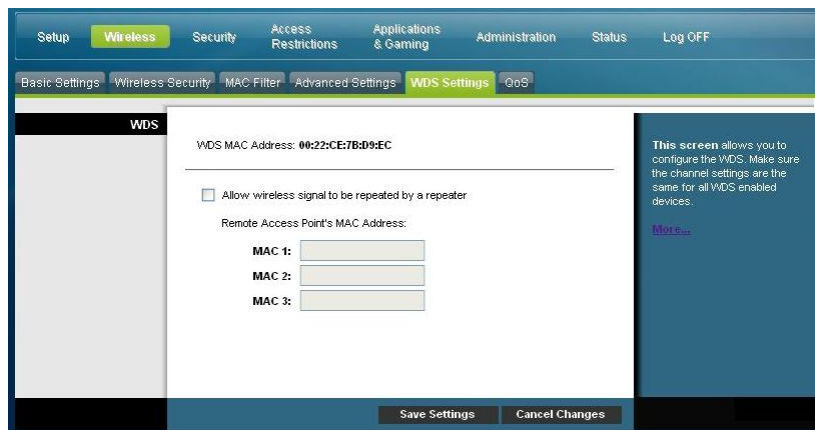 Setup Wireless Security Access Restrictions Applications & Gaming Administration Status Log OFF
Basic Settings Wireless Security MAC Filter Advanced Settings WDS Settings QoS
WDS
WDS MAC Address: 00:22:CE:7B:D9:EC
Allow wireless signal to be repeated by a repeater
Remote Access Point's MAC Address:
MAC 1:
MAC 2:
MAC 3:
This screen allows you to
configure the WDS. Make sure
the channel settings are the
same for all WDS enabled
devices.
More...
Save Settings Cancel Changes